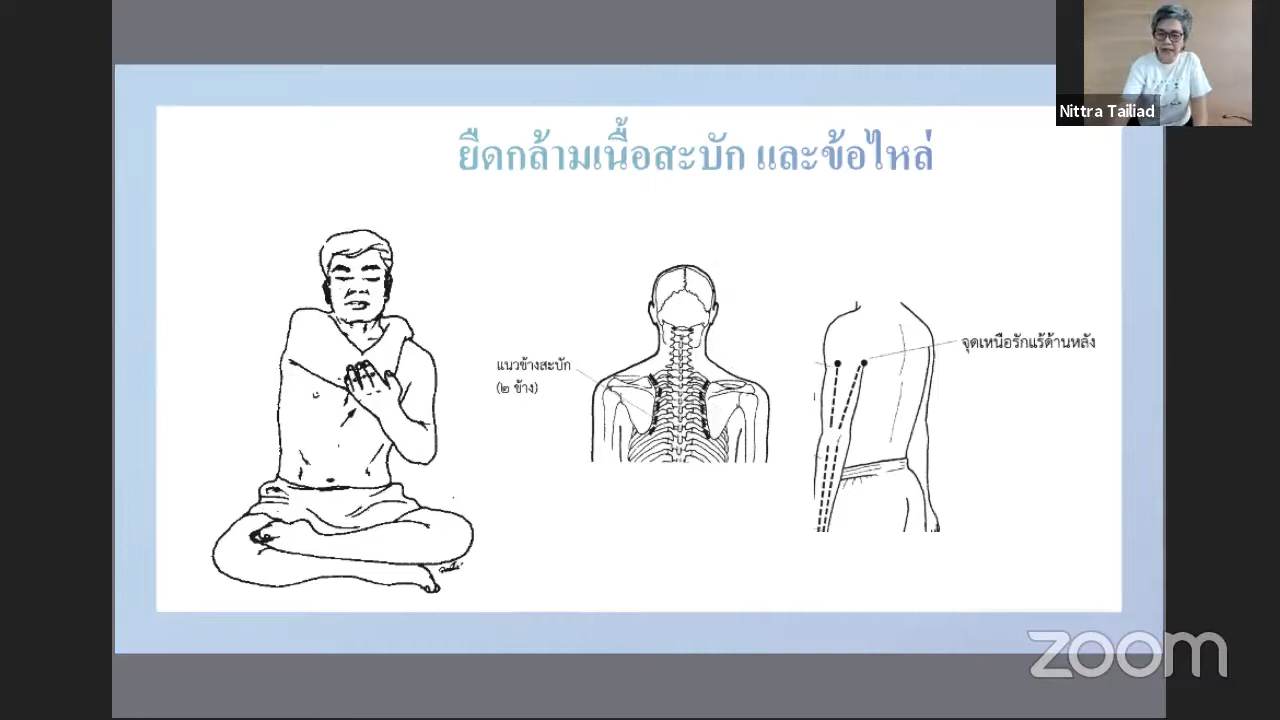 Nittra Tailiad
ยืดกล้ามเนื้อสะบัก และข้อไหล่
แนวข้างสะบัก
(๒ ข้าง)
จุดเหนือรักแร้ด้านหลัง
zoom